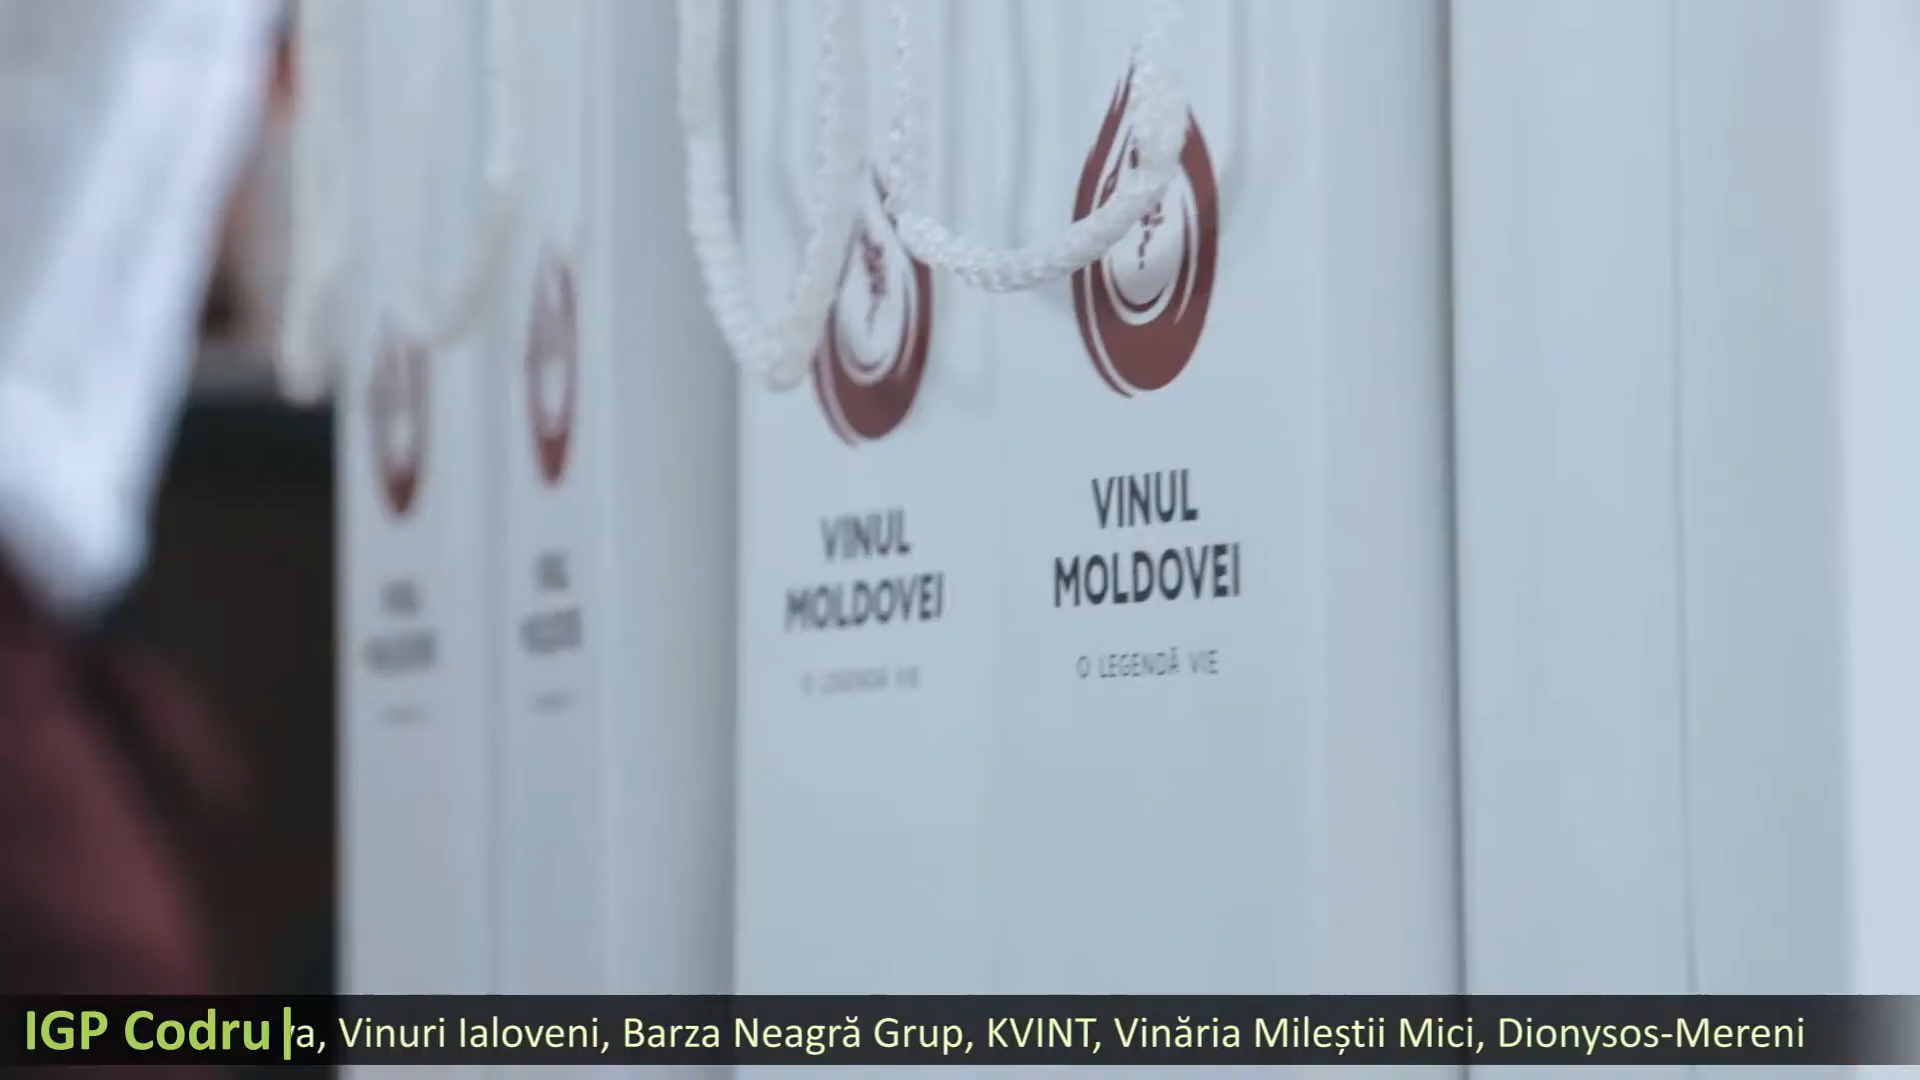 VINUL
MOLDOVEI
O LEGENDĂ VIE
VINUL
MOLDOVEI
O LEGENDĂ VIE
IGP Codru
a, Vinuri Ialoveni, Barza Neagră Grup, KVINT, Vinăria Mileștii Mici, Dionysos-Mereni